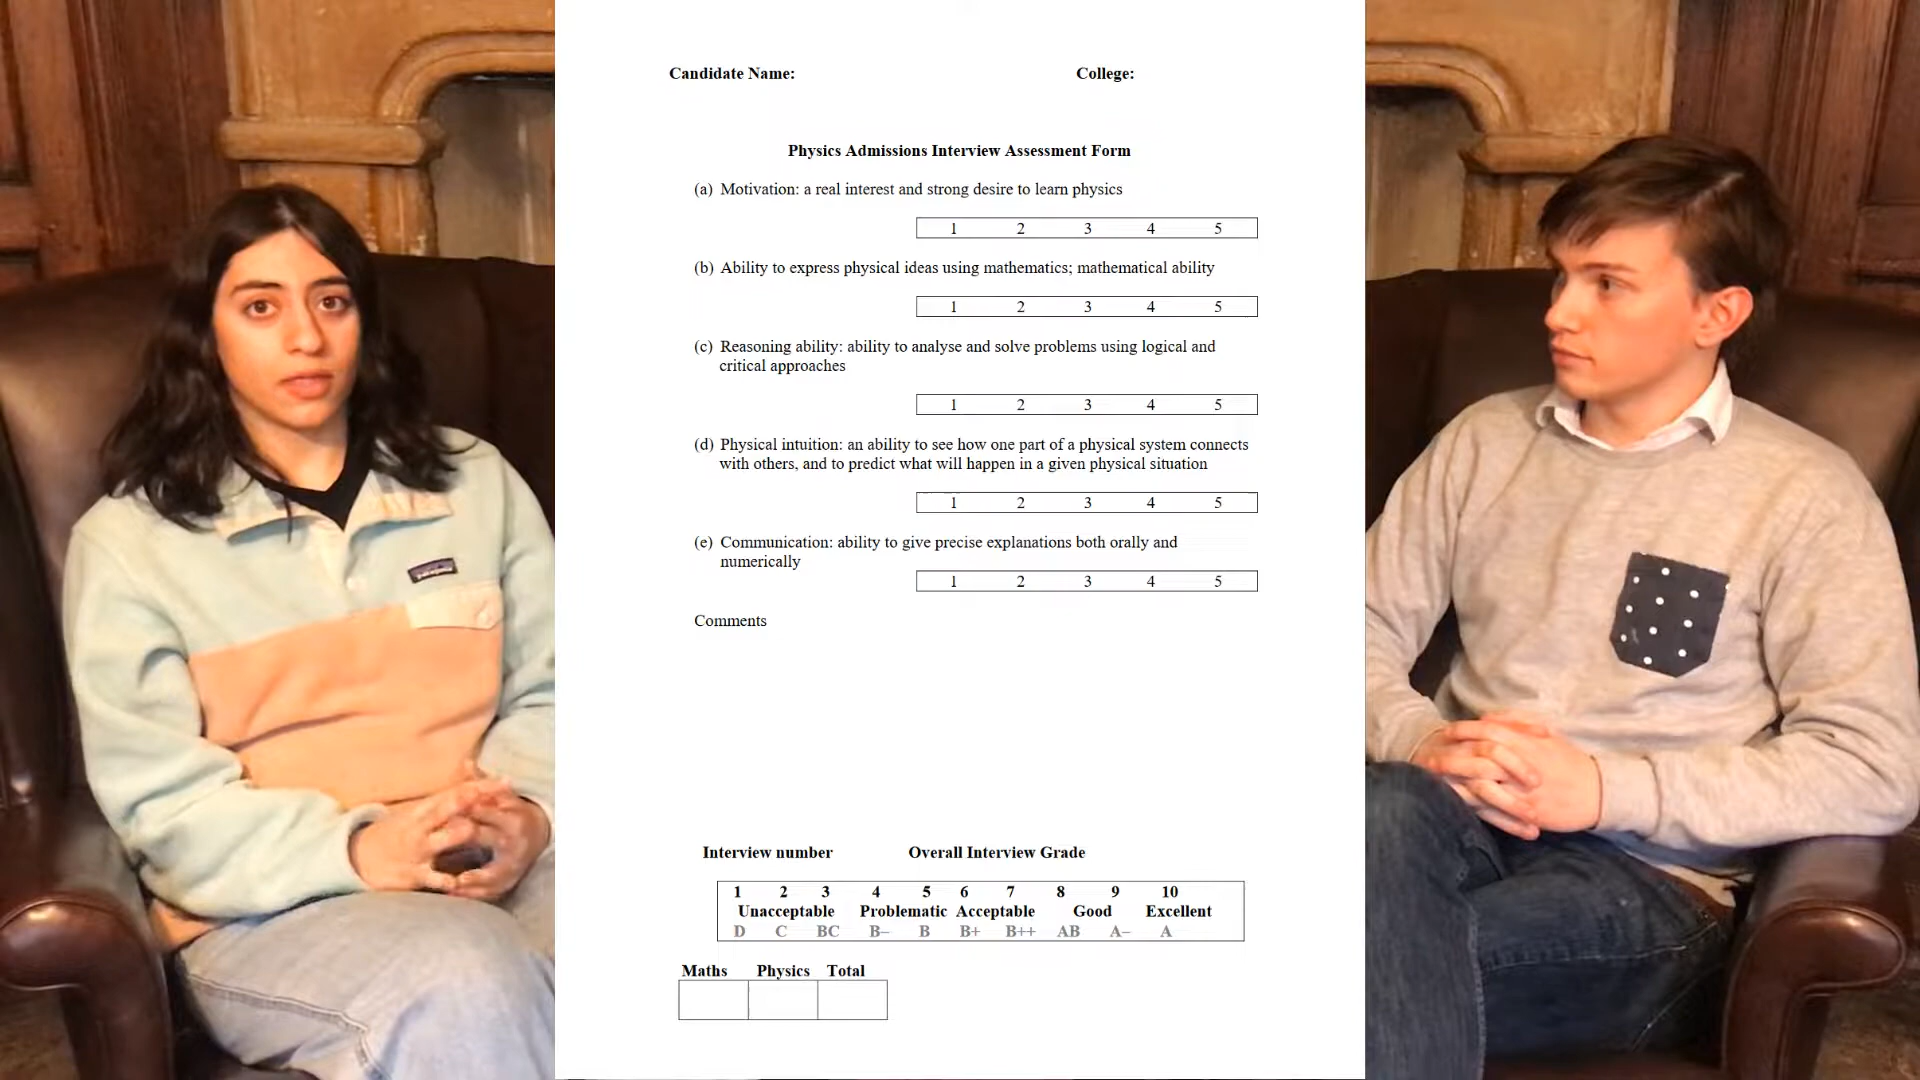 Candidate Name: College:
Physics Admissions Interview Assessment Form
(a) Motivation: a real interest and strong desire to learn physics
1 2 3 4 5
(b) Ability to express physical ideas using mathematics; mathematical ability
1 2 3 4 5
(c) Reasoning ability: ability to analyse and solve problems using logical and
critical approaches
1 2 3 4 5
(d) Physical intuition: an ability to see how one part of a physical system connects
with others, and to predict what will happen in a given physical situation
1 2 3 4 5
(e) Communication: ability to give precise explanations both orally and
numerically
1 2 3 4 5
Comments
Interview number Overall Interview Grade
1 2 3 4 5 6 7 8 9 10
Unacceptable Problematic Acceptable Good Excellent
D C BC B− B B+ B++ AB A− A
Maths Physics Total
patagonia